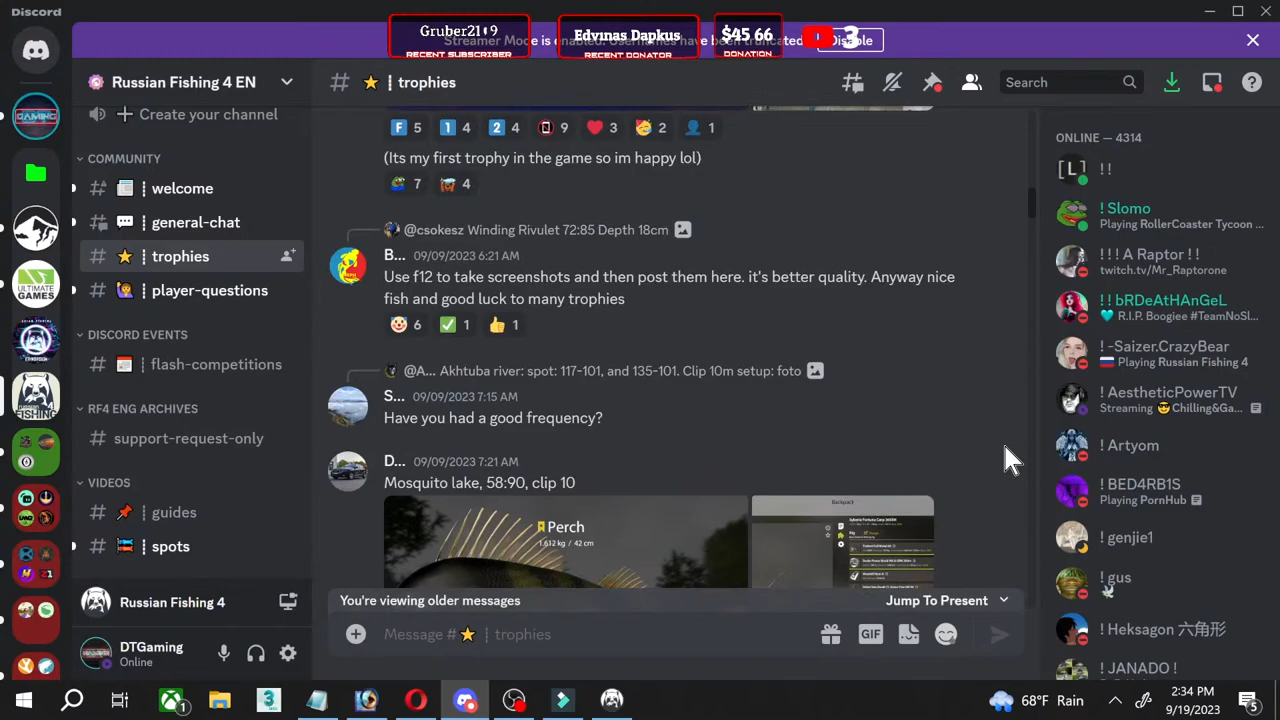 Discord
Gruber21
9
RECENT SUBSCRIBER
Edvinas Dapkus
RECENT DONATOR
$45 66
DONATION
3
Streamer Mode is enabled. Usernames have been truncated
Disable
Russian Fishing 4 EN
trophies
Search
Create your channel
COMMUNITY
welcome
general-chat
trophies
player-questions
DISCORD EVENTS
flash-competitions
RF4 ENG ARCHIVES
support-request-only
VIDEOS
guides
spots
Russian Fishing 4
DTGaming
Online
F 5 1 4 2 4 9 3 2 1
(Its my first trophy in the game so im happy lol)
7 4
@csokesz Winding Rivulet 72:85 Depth 18cm
B... 09/09/2023 6:21 AM
Use f12 to take screenshots and then post them here. it's better quality. Anyway nice
fish and good luck to many trophies
6 1 1
@A... Akhtuba river: spot: 117-101, and 135-101. Clip 10m setup: foto
S... 09/09/2023 7:15 AM
Have you had a good frequency?
D... 09/09/2023 7:21 AM
Mosquito lake, 58:90, clip 10
Perch
1.612 kg / 42 cm
Backpack
You're viewing older messages
Jump To Present
Message # ⭐ ┋ trophies
GIF
ONLINE — 4314
[L]
! !
! Slomo
Playing RollerCoaster Tycoon ...
! ! ! A Raptor ! !
twitch.tv/Mr_Raptorone
! ! bRDeAtHAnGeL
R.I.P. Boogiee #TeamNoSl...
! -Saizer.CrazyBear
Playing Russian Fishing 4
! AestheticPowerTV
Streaming 😎Chilling&Ga...
! Artyom
! BED4RB1S
Playing PornHub
! genjie1
! gus
! Heksagon 六角形
! JANADO !
ULTIMATE
GAMES
FISHING
68°F Rain
2:34 PM
9/19/2023
1
5